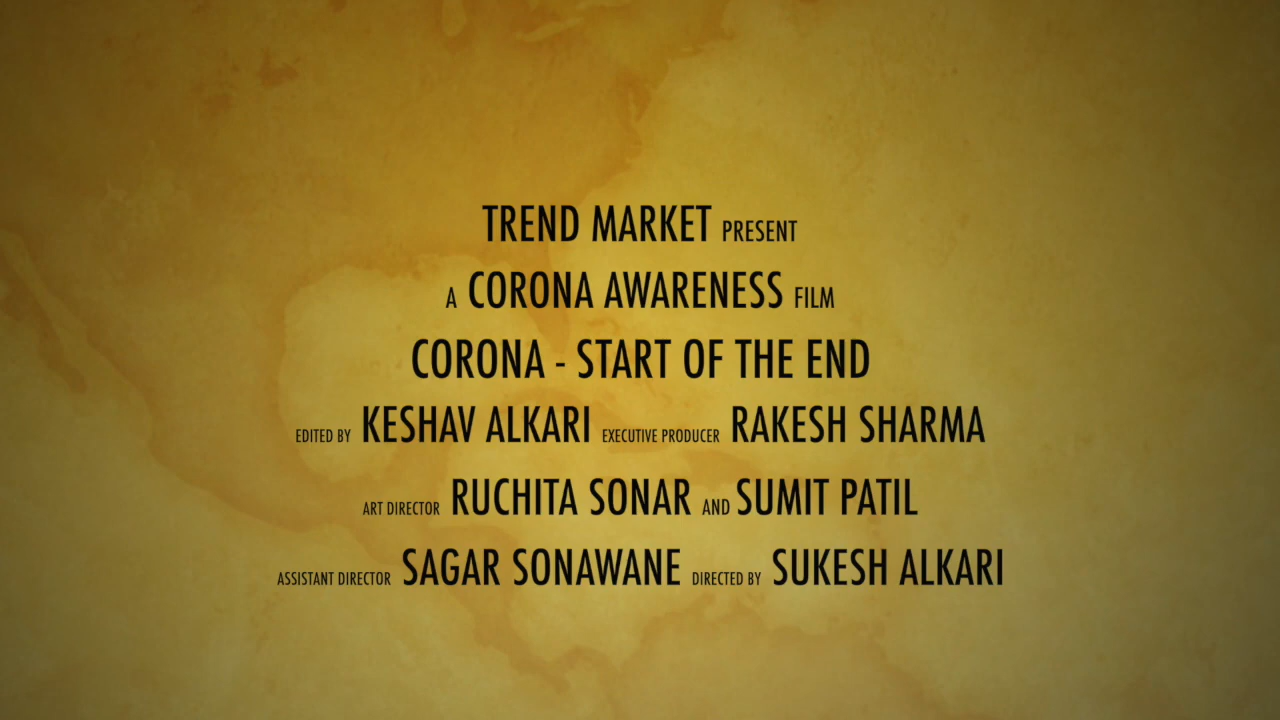 TREND MARKET PRESENT
A CORONA AWARENESS FILM
CORONA - START OF THE END
EDITED BY KESHAV ALKARI EXECUTIVE PRODUCER RAKESH SHARMA
ART DIRECTOR RUCHITA SONAR AND SUMIT PATIL
ASSISTANT DIRECTOR SAGAR SONAWANE DIRECTED BY SUKESH ALKARI